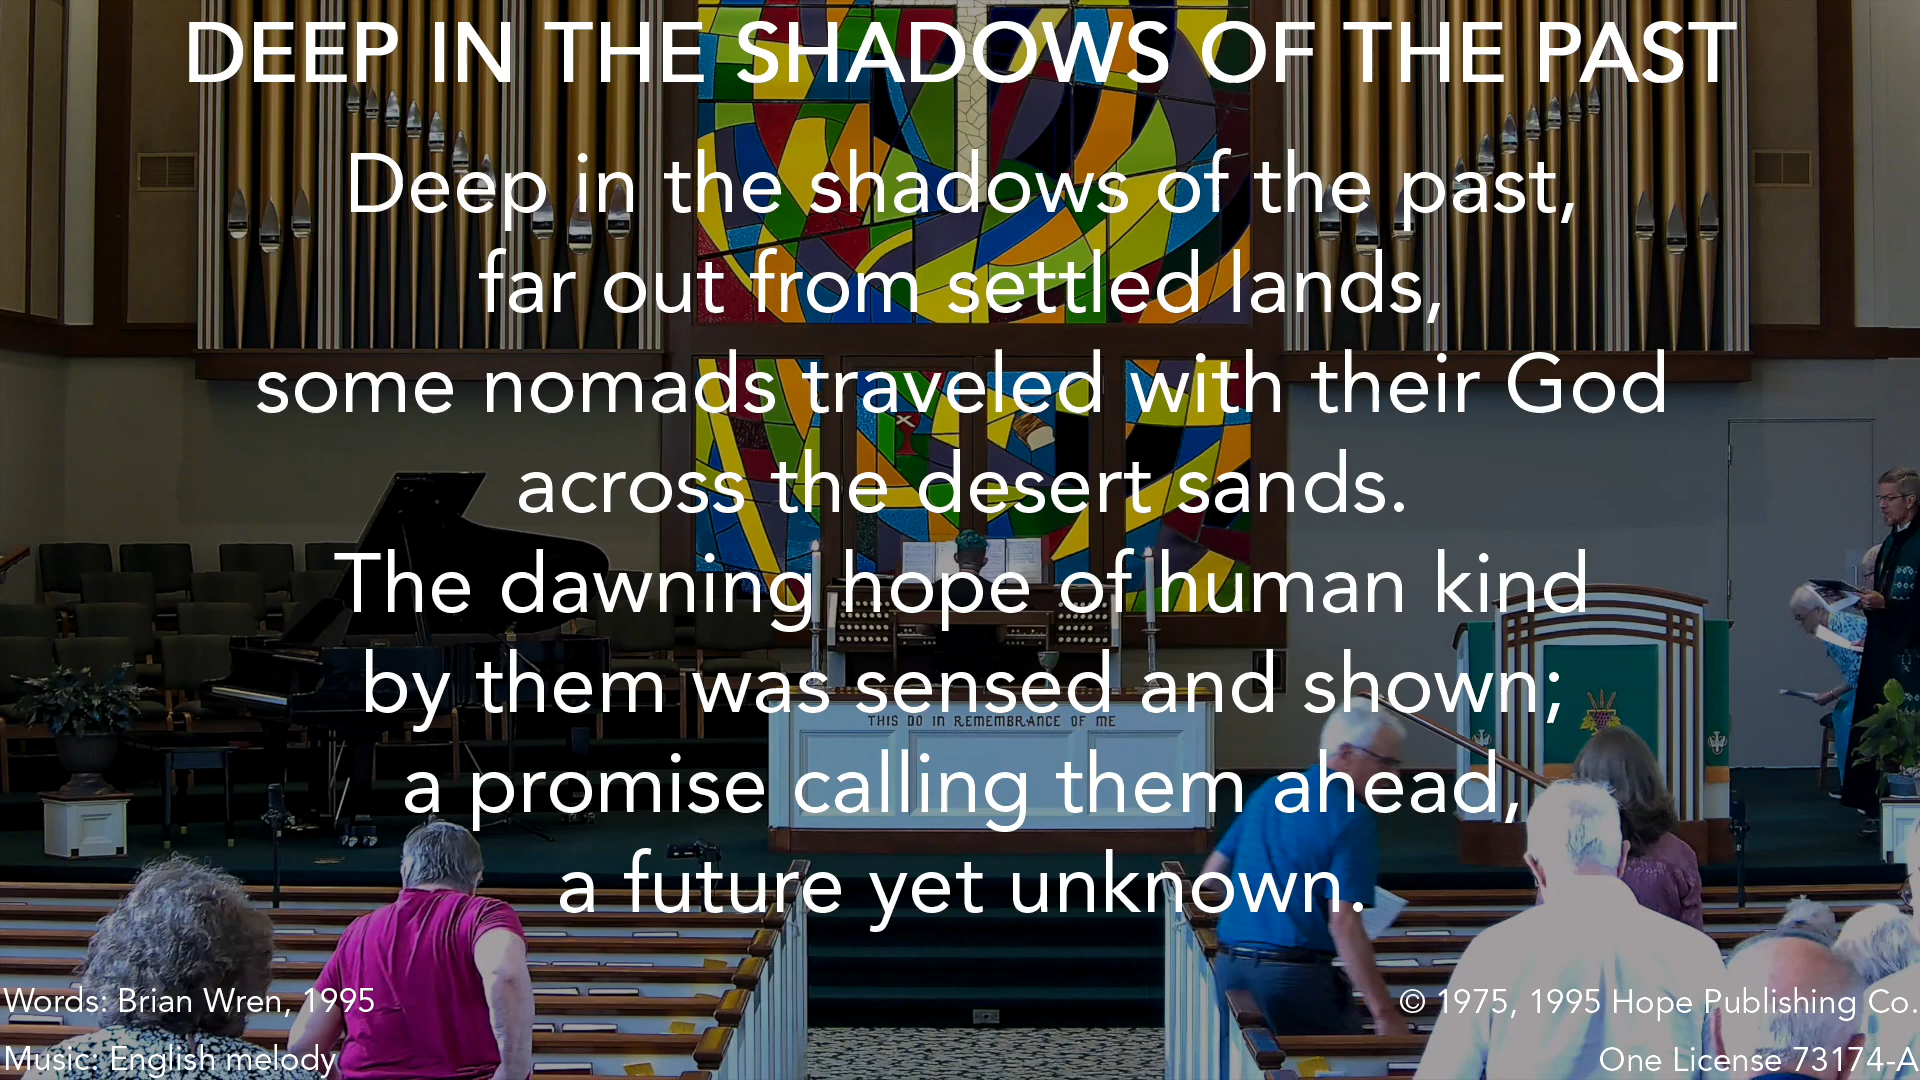 DEEP IN THE SHADOWS OF THE PAST
Deep in the shadows of the past,
far out from settled lands,
some nomads traveled with their God
across the desert sands.
The dawning hope of human kind
by them was sensed and shown;
a promise calling them ahead,
a future yet unknown.
THIS DO IN REMEMBRANCE OF ME
Words: Brian Wren, 1995
Music: English melody
© 1975, 1995 Hope Publishing Co.
One License 73174-A